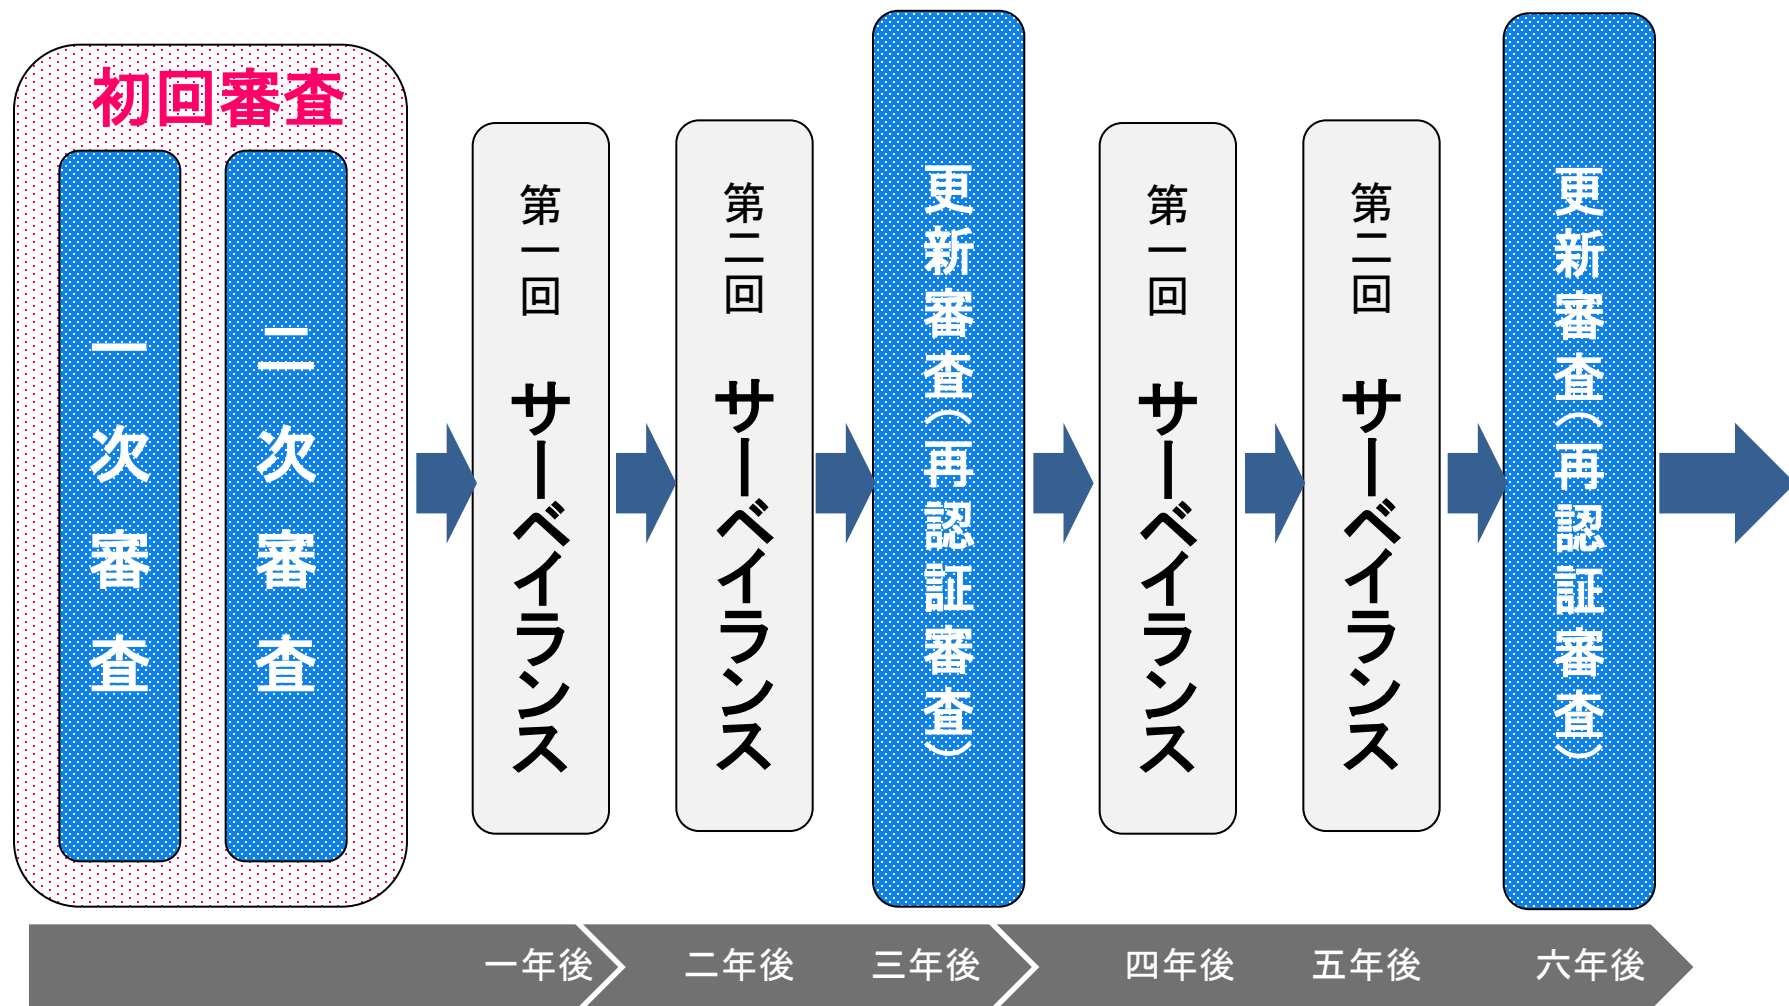 初回審査
一次審査
二次審査
第一回 サーベイランス
第二回 サーベイランス
更新審査（再認証審査）
第一回 サーベイランス
第二回 サーベイランス
更新審査（再認証審査）
一年後
二年後
三年後
四年後
五年後
六年後